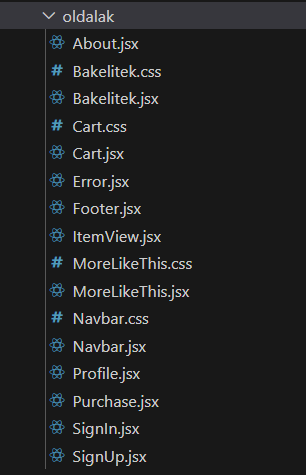 oldalak
About.jsx
# Bakelitek.css
Bakelitek.jsx
# Cart.css
Cart.jsx
Error.jsx
Footer.jsx
ItemView.jsx
# MoreLikeThis.css
MoreLikeThis.jsx
# Navbar.css
Navbar.jsx
Profile.jsx
Purchase.jsx
SignIn.jsx
SignUp.jsx